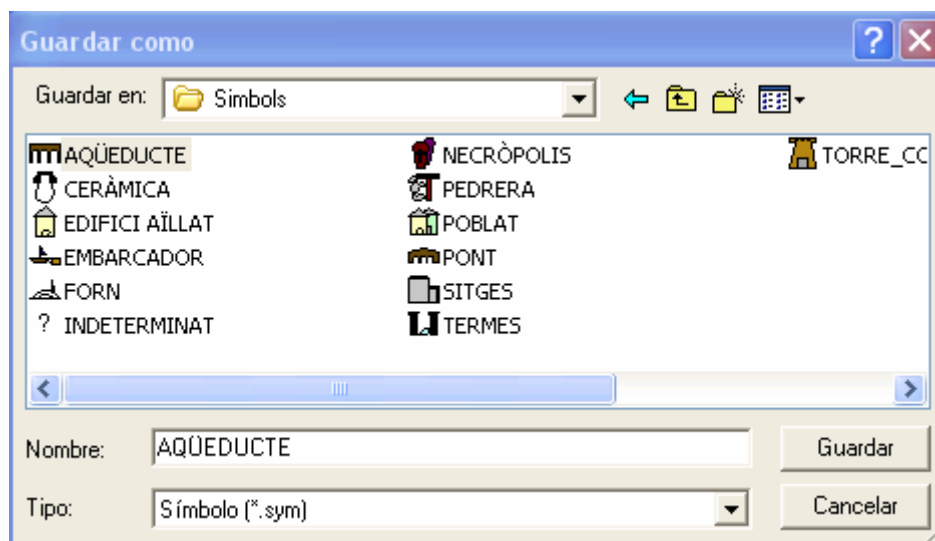 Guardar como
Guardar en: Simbols
AQÜEDUCTE
CERÀMICA
EDIFICI AÏLLAT
EMBARCADOR
FORN
? INDETERMINAT
NECRÒPOLIS
PEDRERA
POBLAT
PONT
SITGES
TERMES
TORRE_CC
Nombre: AQÜEDUCTE
Guardar
Tipo: Símbolo (*.sym)
Cancelar